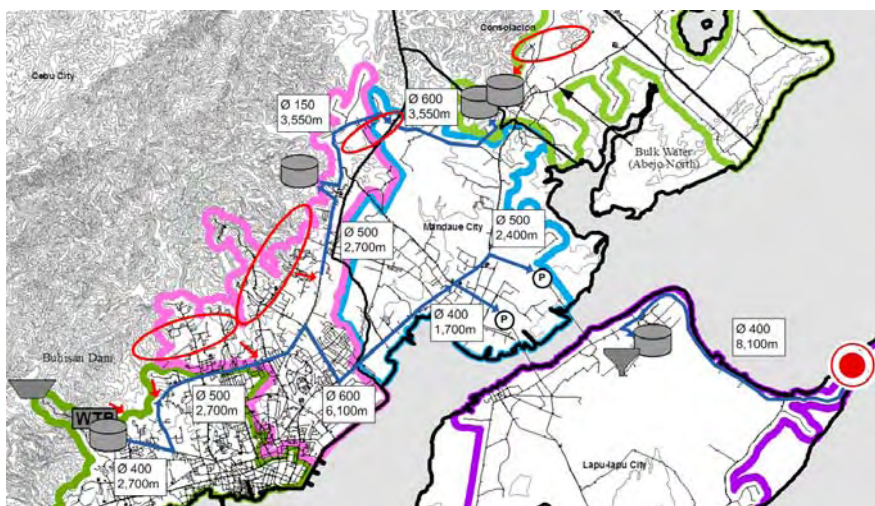 Consolacion
Cebu City
Ø 150
3,550m
Ø 600
3,550m
Bulk Water
(Abejo North)
Ø 500
2,700m
Mandaue City
Ø 500
2,400m
P
P
Ø 400
1,700m
Ø 400
8,100m
Buhisan Dam
WTP
Ø 500
2,700m
Ø 600
6,100m
Ø 400
2,700m
Lapu-lapu City